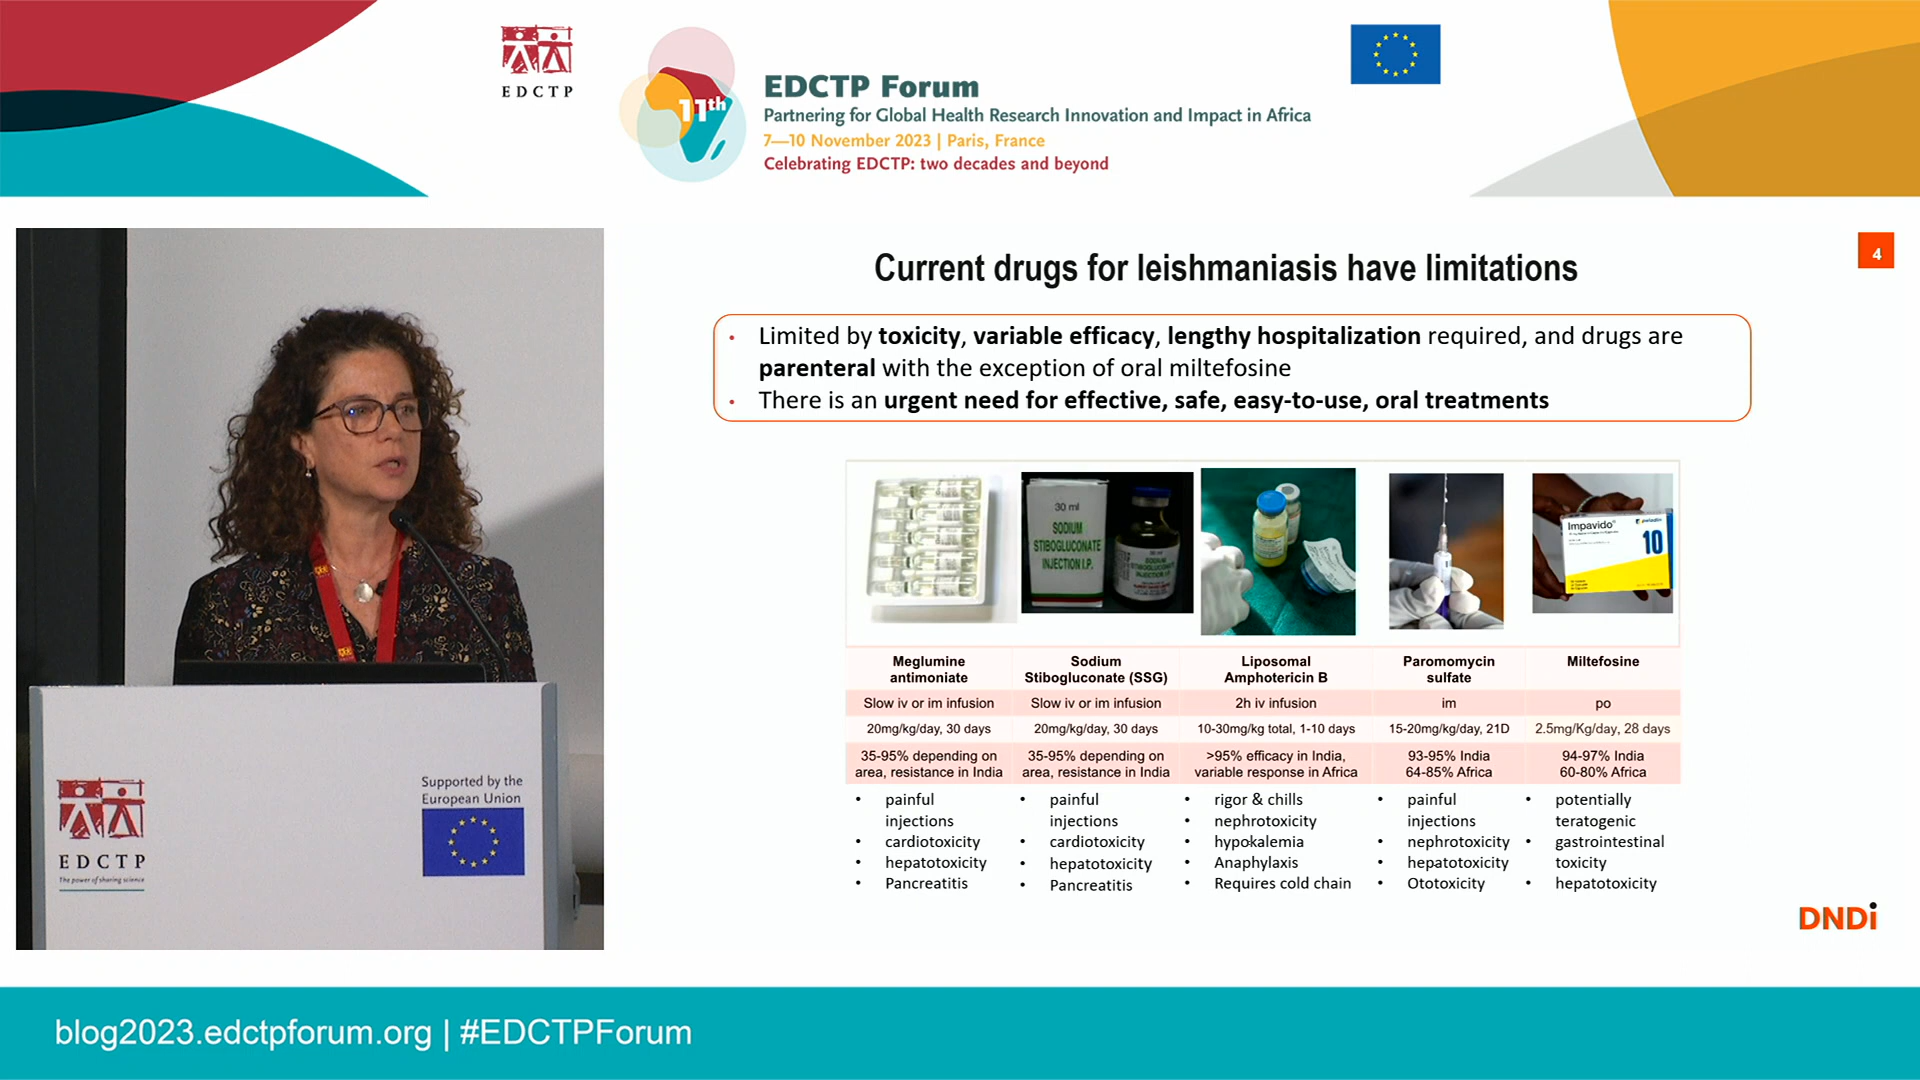 EDCTP
11th
EDCTP Forum
Partnering for Global Health Research Innovation and Impact in Africa
7—10 November 2023 | Paris, France
Celebrating EDCTP: two decades and beyond
Supported by the
European Union
EDCTP
The power of sharing science
4
Current drugs for leishmaniasis have limitations
• Limited by toxicity, variable efficacy, lengthy hospitalization required, and drugs are
parenteral with the exception of oral miltefosine
• There is an urgent need for effective, safe, easy-to-use, oral treatments
30 ml
SODIUM
STIBOGLUCONATE
INJECTION I.P.
Impavido
paladin
10
Meglumine
antimoniate
Slow iv or im infusion
20mg/kg/day, 30 days
35-95% depending on
area, resistance in India
• painful
injections
• cardiotoxicity
• hepatotoxicity
• Pancreatitis
Sodium
Stibogluconate (SSG)
Slow iv or im infusion
20mg/kg/day, 30 days
35-95% depending on
area, resistance in India
• painful
injections
• cardiotoxicity
• hepatotoxicity
• Pancreatitis
Liposomal
Amphotericin B
2h iv infusion
10-30mg/kg total, 1-10 days
>95% efficacy in India,
variable response in Africa
• rigor & chills
• nephrotoxicity
• hypokalemia
• Anaphylaxis
• Requires cold chain
Paromomycin
sulfate
im
15-20mg/kg/day, 21D
93-95% India
64-85% Africa
• painful
injections
• nephrotoxicity
• hepatotoxicity
• Ototoxicity
Miltefosine
po
2.5mg/Kg/day, 28 days
94-97% India
60-80% Africa
• potentially
teratogenic
• gastrointestinal
toxicity
• hepatotoxicity
DNDi
blog2023.edctpforum.org | #EDCTPForum